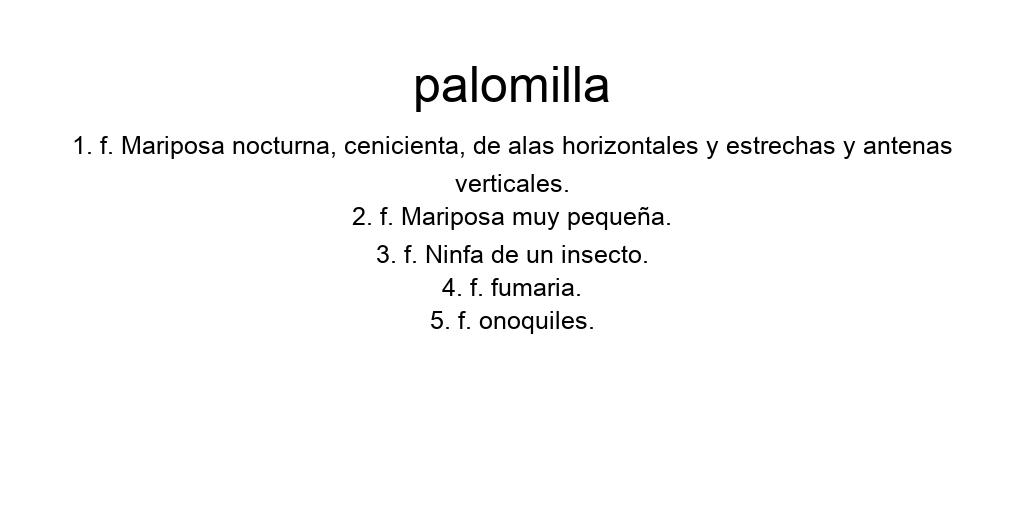 palomilla
1. f. Mariposa nocturna, cenicienta, de alas horizontales y estrechas y antenas
verticales.
2. f. Mariposa muy pequeña.
3. f. Ninfa de un insecto.
4. f. fumaria.
5. f. onoquiles.